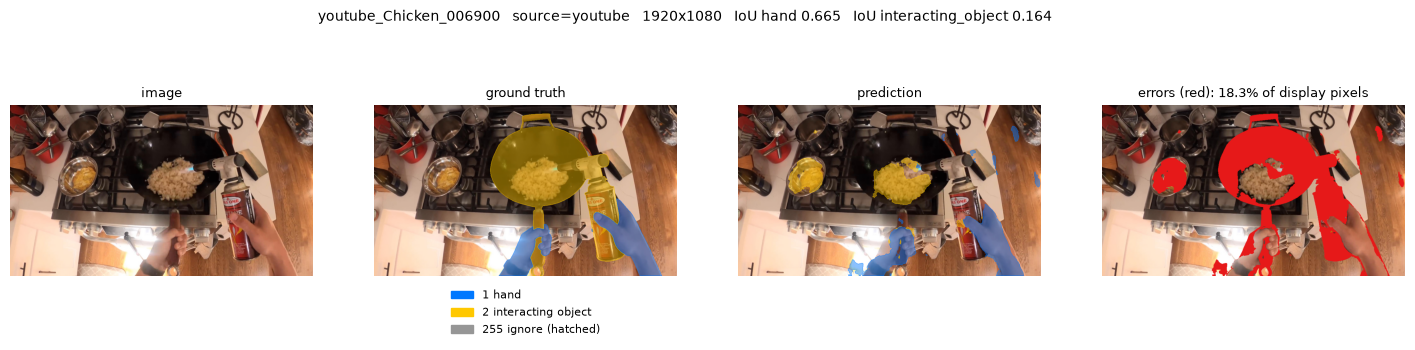 youtube_Chicken_006900   source=youtube   1920x1080   IoU hand 0.665   IoU interacting_object 0.164
image
ground truth
prediction
errors (red): 18.3% of display pixels
1 hand
2 interacting object
255 ignore (hatched)